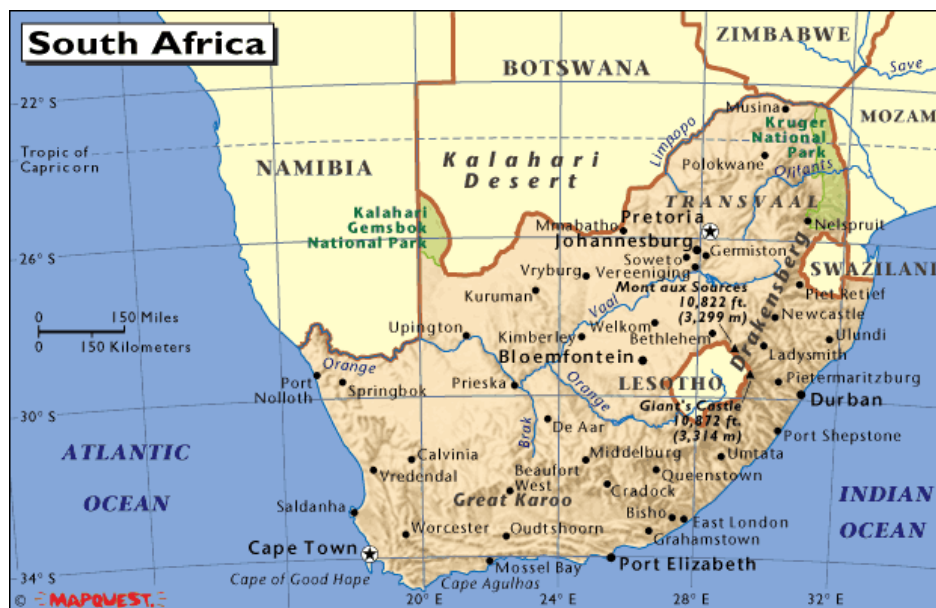 South Africa
ZIMBABWE
Save
BOTSWANA
22° S
Musina
MOZAM
Kruger
National
Park
Limpopo
Tropic of
Capricorn
NAMIBIA
Kalahari
Desert
Polokwane
Olifants
TRANSVAAL
Kalahari
Gemsbok
National Park
Mmabatho
Pretoria
Nelspruit
Johannesburg
Germiston
26° S
Soweto
Vereeniging
SWAZILAND
Vryburg
Mont aux Sources
10,822 ft.
(3,299 m)
Drakensberg
Piet Retief
Kuruman
Vaal
0 150 Miles
0 150 Kilometers
Upington
Kimberley
Welkom
Bethlehem
Newcastle
Ulundi
Ladysmith
Bloemfontein
Orange
Port
Nolloth
Springbok
Prieska
Orange
LESOTHO
Pietermaritzburg
Durban
Giant's Castle
10,872 ft.
(3,314 m)
30° S
Brak
De Aar
Port Shepstone
ATLANTIC
OCEAN
Calvinia
Vredendal
Middelburg
Umtata
Beaufort
West
Queenstown
Great Karoo
Cradock
INDIAN
OCEAN
Saldanha
Bisho
East London
Worcester
Oudtshoorn
Grahamstown
Cape Town
Mossel Bay
Port Elizabeth
34° S
Cape of Good Hope
Cape Agulhas
© MAPQUEST.
20° E
24° E
28° E
32° E